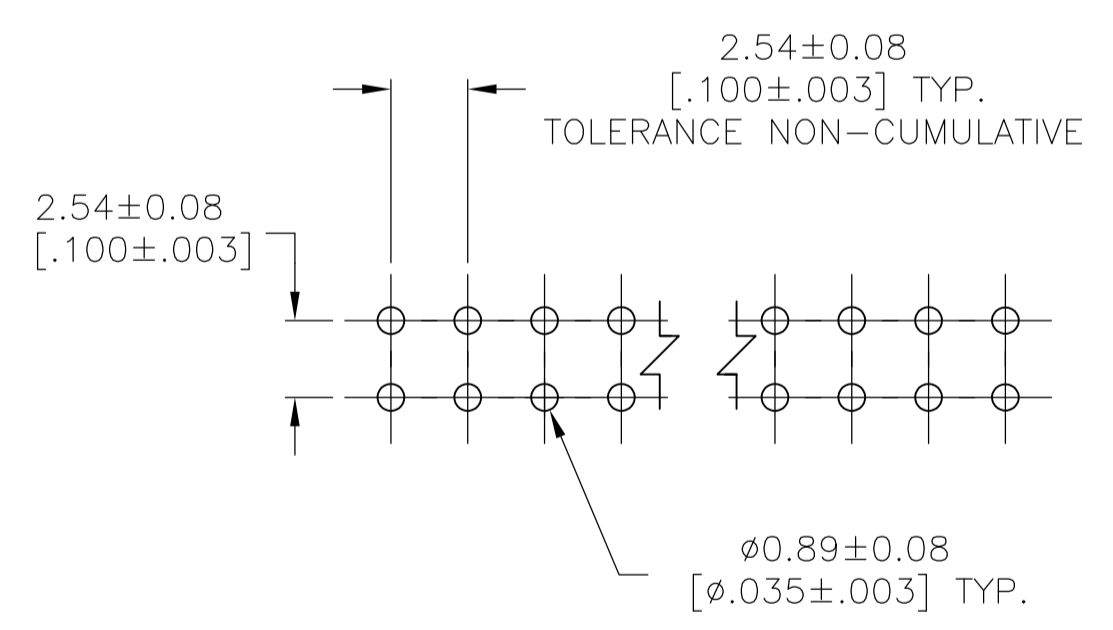 2.54±0.08
[.100±.003] TYP.
TOLERANCE NON-CUMULATIVE
2.54±0.08
[.100±.003]
⌀0.89±0.08
[⌀.035±.003] TYP.